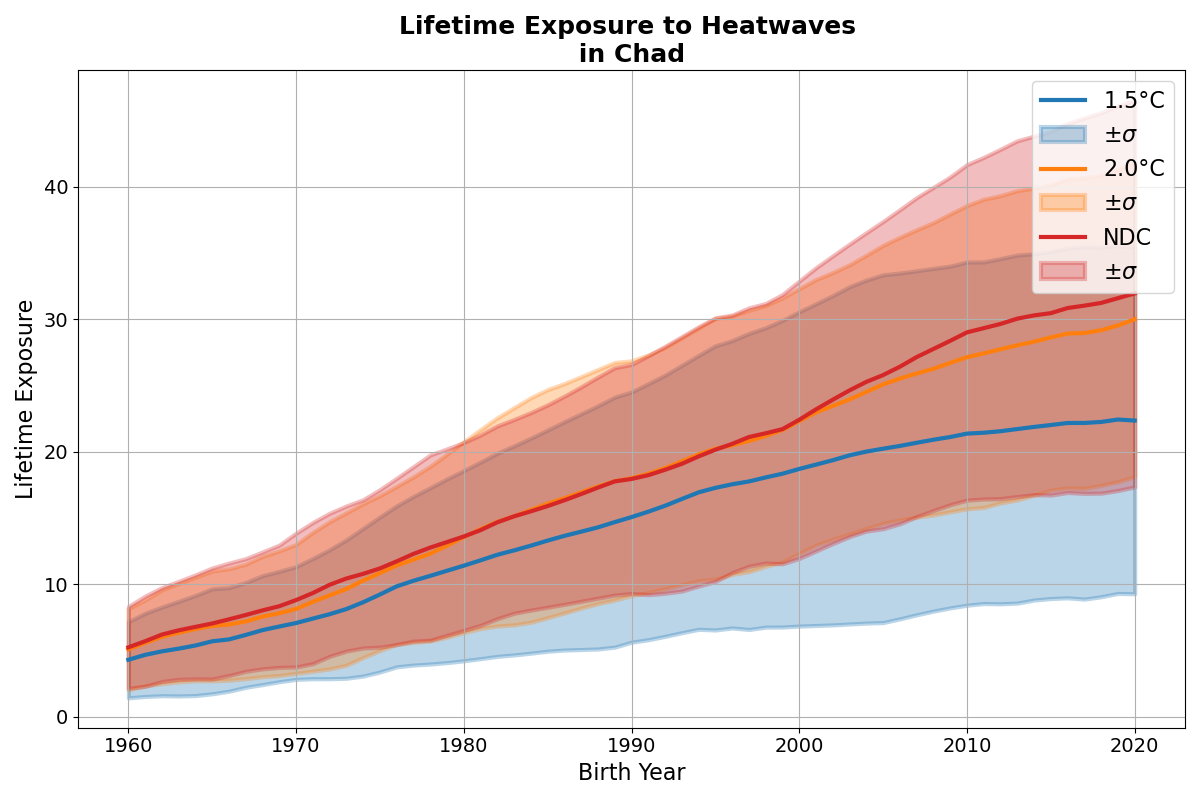 Lifetime Exposure to Heatwaves
in Chad
1.5°C
±σ
2.0°C
±σ
NDC
±σ
Lifetime Exposure
40
30
20
10
0
1960 1970 1980 1990 2000 2010 2020
Birth Year